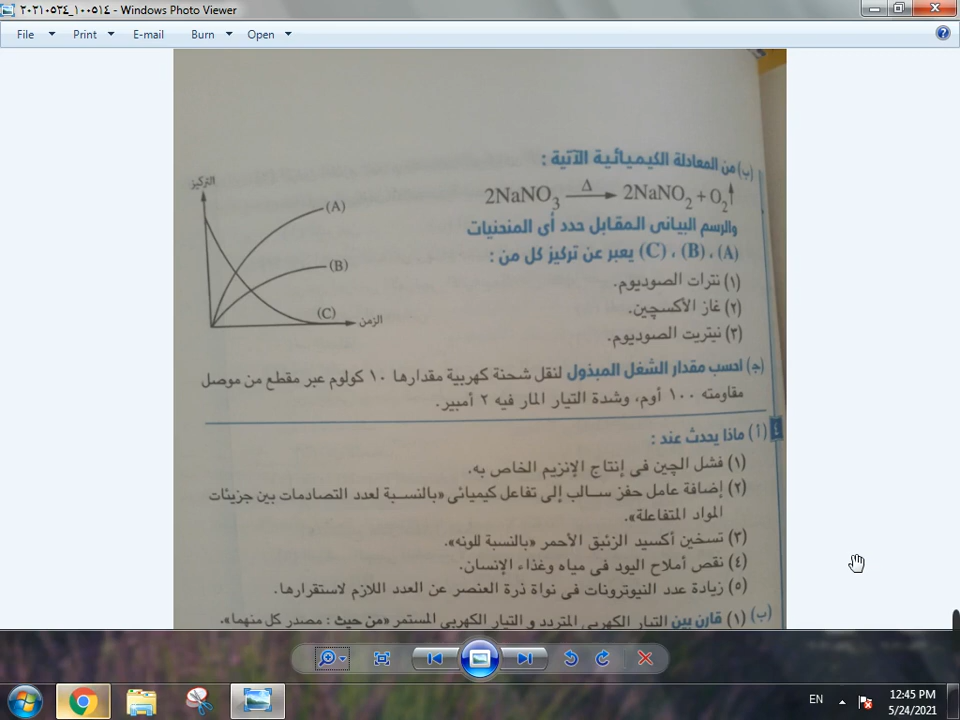 ٢٠٢١٠٥٢٤_١٠٠٥١٤ - Windows Photo Viewer
File Print E-mail Burn Open
(ب) من المعادلة الكيميائية الآتية :
2NaNO3 —Δ→ 2NaNO2 + O2↑
والرسم البيانى المقابل حدد أى المنحنيات
(A) ، (B) ، (C) يعبر عن تركيز كل من :
(١) نترات الصوديوم.
(٢) غاز الأكسچين.
(٣) نيتريت الصوديوم.
التركيز
(A)
(B)
(C)
الزمن
(جـ) احسب مقدار الشغل المبذول لنقل شحنة كهربية مقدارها ١٠ كولوم عبر مقطع من موصل
مقاومته ١٠٠ أوم، وشدة التيار المار فيه ٢ أمبير.
٤ (أ) ماذا يحدث عند :
(١) فشل الچين فى إنتاج الإنزيم الخاص به.
(٢) إضافة عامل حفز سالب إلى تفاعل كيميائى «بالنسبة لعدد التصادمات بين جزيئات
المواد المتفاعلة».
(٣) تسخين أكسيد الزئبق الأحمر «بالنسبة للونه».
(٤) نقص أملاح اليود فى مياه وغذاء الإنسان.
(٥) زيادة عدد النيوترونات فى نواة ذرة العنصر عن العدد اللازم لاستقرارها.
(ب) (١) قارن بين التيار الكهربى المتردد و التيار الكهربى المستمر «من حيث : مصدر كل منهما».
EN
12:45 PM
5/24/2021